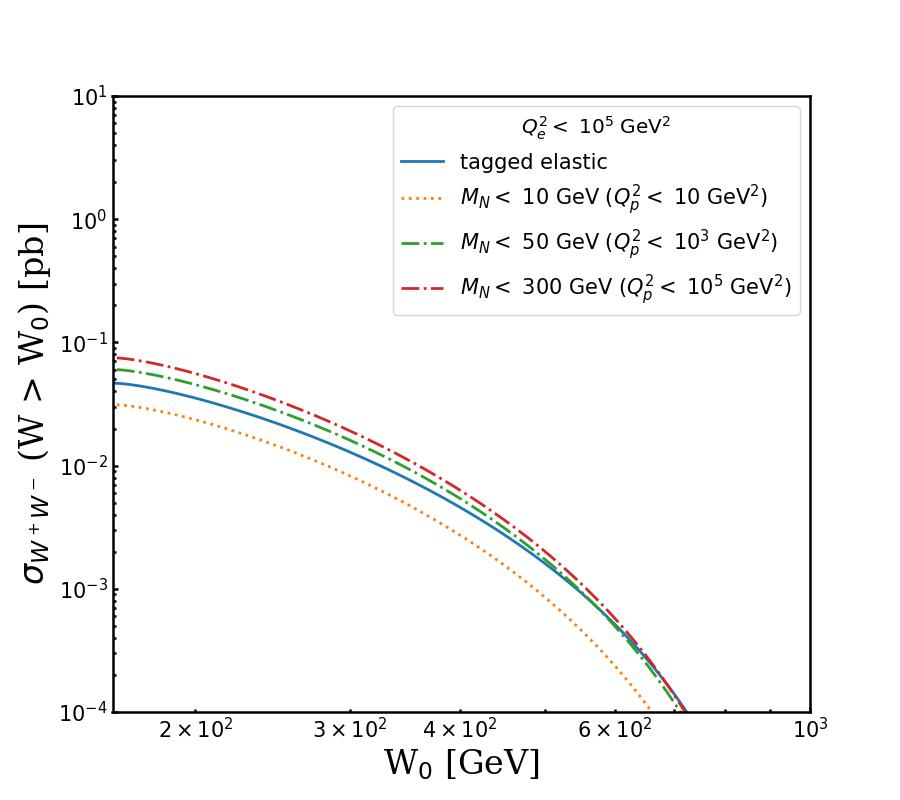 Q_e^2 < 10^5 GeV^2
tagged elastic
M_N < 10 GeV (Q_p^2 < 10 GeV^2)
M_N < 50 GeV (Q_p^2 < 10^3 GeV^2)
M_N < 300 GeV (Q_p^2 < 10^5 GeV^2)
σ_{W^+W^-} (W > W_0) [pb]
10^1
10^0
10^{-1}
10^{-2}
10^{-3}
10^{-4}
2 × 10^2 3 × 10^2 4 × 10^2 6 × 10^2 10^3
W_0 [GeV]